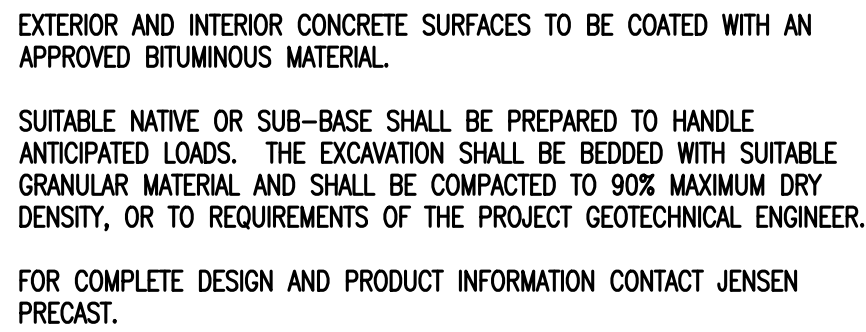 EXTERIOR AND INTERIOR CONCRETE SURFACES TO BE COATED WITH AN
APPROVED BITUMINOUS MATERIAL.
SUITABLE NATIVE OR SUB-BASE SHALL BE PREPARED TO HANDLE
ANTICIPATED LOADS. THE EXCAVATION SHALL BE BEDDED WITH SUITABLE
GRANULAR MATERIAL AND SHALL BE COMPACTED TO 90% MAXIMUM DRY
DENSITY, OR TO REQUIREMENTS OF THE PROJECT GEOTECHNICAL ENGINEER.
FOR COMPLETE DESIGN AND PRODUCT INFORMATION CONTACT JENSEN
PRECAST.